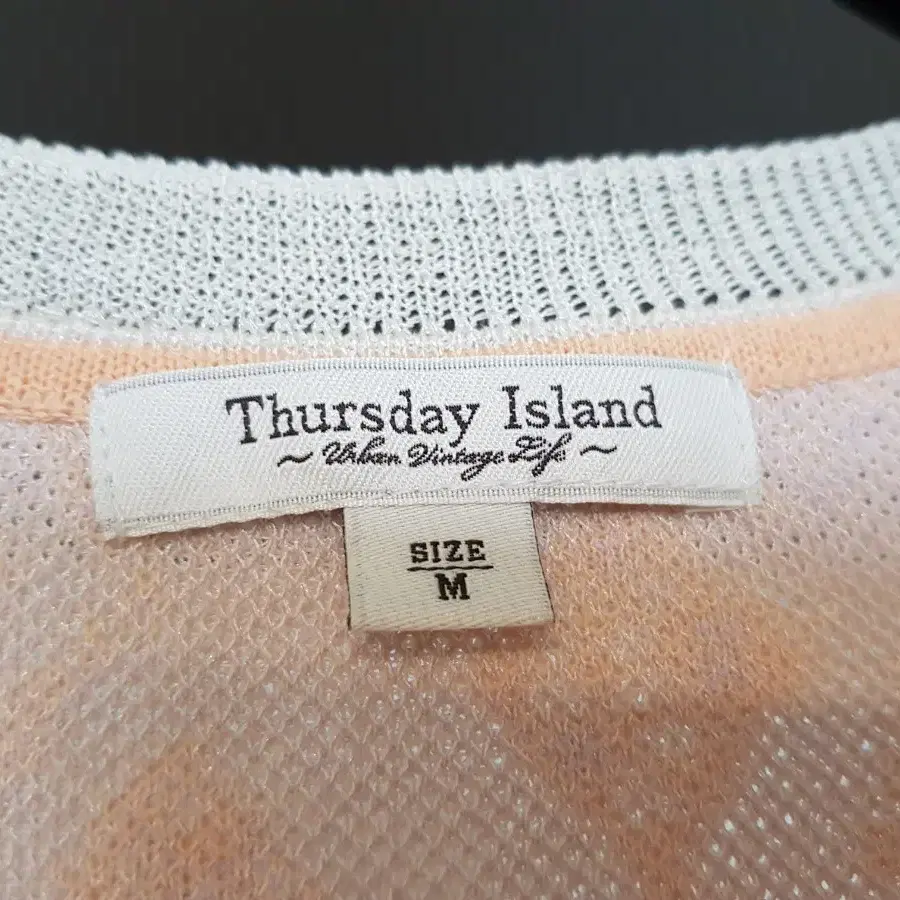 Thursday Island
~ Urban Vintage Life ~
SIZE
M